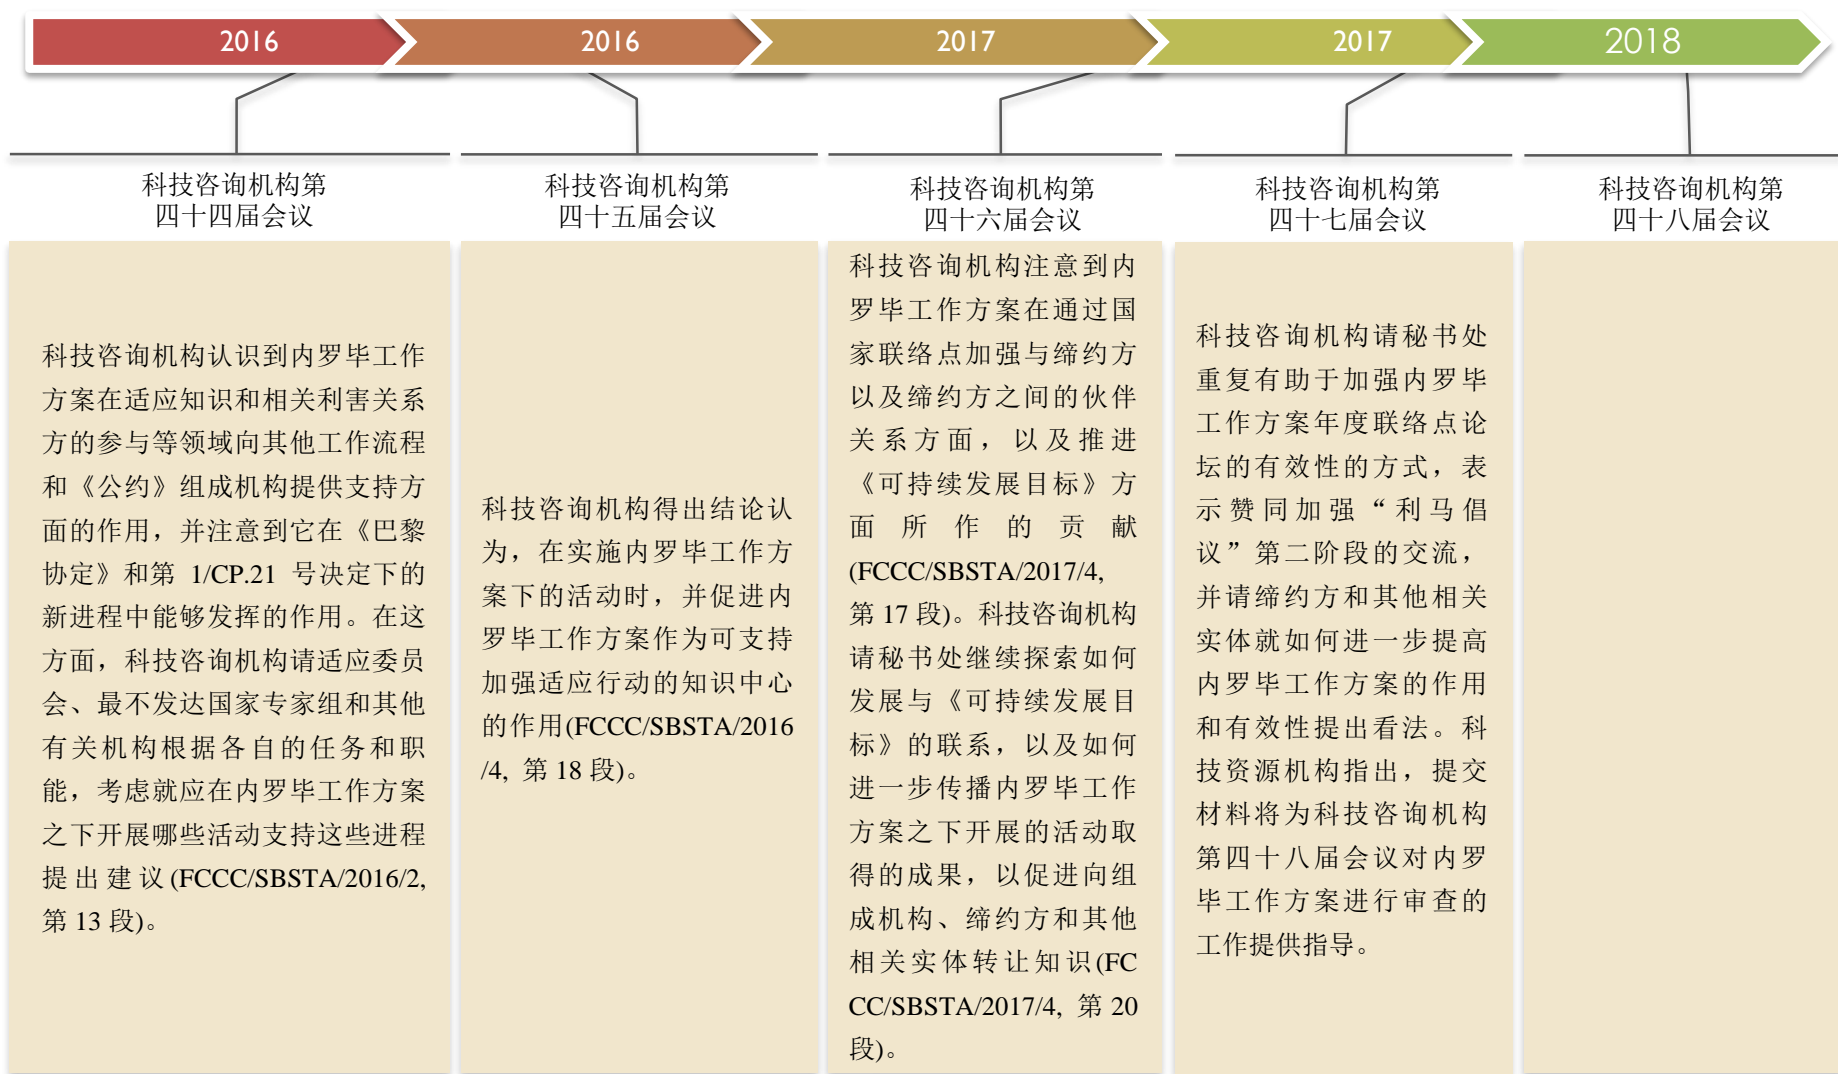 2016
2016
2017
2017
2018
科技咨询机构第
四十四届会议
科技咨询机构第
四十五届会议
科技咨询机构第
四十六届会议
科技咨询机构第
四十七届会议
科技咨询机构第
四十八届会议
科技咨询机构认识到内罗毕工作
方案在适应知识和相关利害关系
方的参与等领域向其他工作流程
和《公约》组成机构提供支持方
面的作用，并注意到它在《巴黎
协定》和第 1/CP.21 号决定下的
新进程中能够发挥的作用。在这
方面，科技咨询机构请适应委员
会、最不发达国家专家组和其他
有关机构根据各自的任务和职
能，考虑就应在内罗毕工作方案
之下开展哪些活动支持这些进程
提出建议(FCCC/SBSTA/2016/2,
第 13 段)。
科技咨询机构得出结论认
为，在实施内罗毕工作方
案下的活动时，并促进内
罗毕工作方案作为可支持
加强适应行动的知识中心
的作用(FCCC/SBSTA/2016
/4, 第 18 段)。
科技咨询机构注意到内
罗毕工作方案在通过国
家联络点加强与缔约方
以及缔约方之间的伙伴
关系方面，以及推进
《可持续发展目标》方
面所作的贡献
(FCCC/SBSTA/2017/4,
第 17 段)。科技咨询机构
请秘书处继续探索如何
发展与《可持续发展目
标》的联系，以及如何
进一步传播内罗毕工作
方案之下开展的活动取
得的成果，以促进向组
成机构、缔约方和其他
相关实体转让知识(FC
CC/SBSTA/2017/4, 第 20
段)。
科技咨询机构请秘书处
重复有助于加强内罗毕
工作方案年度联络点论
坛的有效性的方式，表
示赞同加强“利马倡
议”第二阶段的交流，
并请缔约方和其他相关
实体就如何进一步提高
内罗毕工作方案的作用
和有效性提出看法。科
技资源机构指出，提交
材料将为科技咨询机构
第四十八届会议对内罗
毕工作方案进行审查的
工作提供指导。